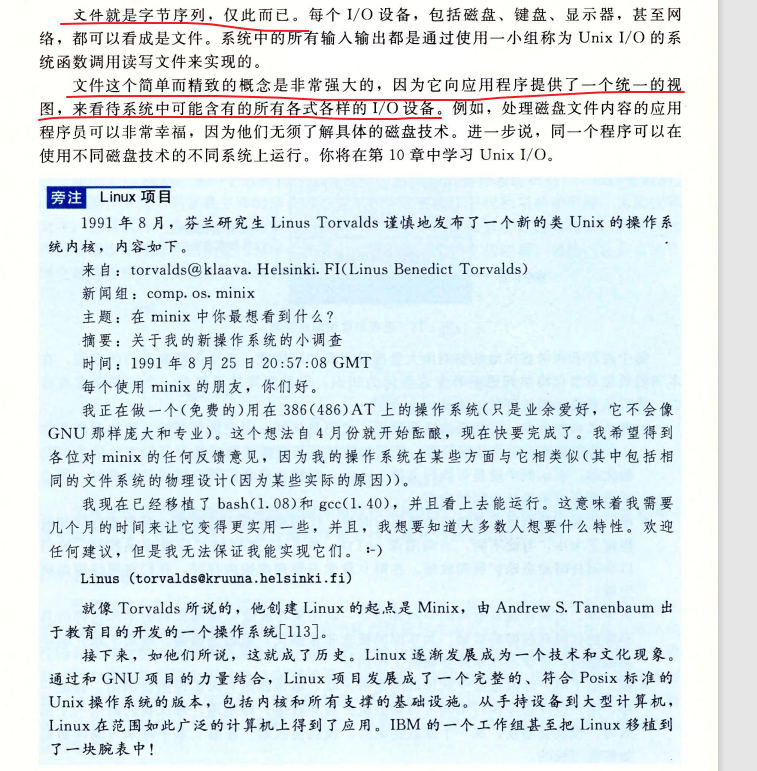 文件就是字节序列，仅此而已。每个 I/O 设备，包括磁盘、键盘、显示器，甚至网
络，都可以看成是文件。系统中的所有输入输出都是通过使用一小组称为 Unix I/O 的系
统函数调用读写文件来实现的。
文件这个简单而精致的概念是非常强大的，因为它向应用程序提供了一个统一的视
图，来看待系统中可能含有的所有各式各样的 I/O 设备。例如，处理磁盘文件内容的应用
程序员可以非常幸福，因为他们无须了解具体的磁盘技术。进一步说，同一个程序可以在
使用不同磁盘技术的不同系统上运行。你将在第 10 章中学习 Unix I/O。
旁注 Linux 项目
1991 年 8 月，芬兰研究生 Linus Torvalds 谨慎地发布了一个新的类 Unix 的操作系
统内核，内容如下。
来自：torvalds@klaava. Helsinki. FI(Linus Benedict Torvalds)
新闻组：comp. os. minix
主题：在 minix 中你最想看到什么？
摘要：关于我的新操作系统的小调查
时间：1991 年 8 月 25 日 20:57:08 GMT
每个使用 minix 的朋友，你们好。
我正在做一个(免费的)用在 386(486)AT 上的操作系统(只是业余爱好，它不会像
GNU 那样庞大和专业)。这个想法自 4 月份就开始酝酿，现在快要完成了。我希望得到
各位对 minix 的任何反馈意见，因为我的操作系统在某些方面与它相类似(其中包括相
同的文件系统的物理设计(因为某些实际的原因))。
我现在已经移植了 bash(1.08)和 gcc(1.40)，并且看上去能运行。这意味着我需要
几个月的时间来让它变得更实用一些，并且，我想要知道大多数人想要什么特性。欢迎
任何建议，但是我无法保证我能实现它们。:-)
Linus (torvalds@kruuna.helsinki.fi)
就像 Torvalds 所说的，他创建 Linux 的起点是 Minix，由 Andrew S. Tanenbaum 出
于教育目的开发的一个操作系统[113]。
接下来，如他们所说，这就成了历史。Linux 逐渐发展成为一个技术和文化现象。
通过和 GNU 项目的力量结合，Linux 项目发展成了一个完整的、符合 Posix 标准的
Unix 操作系统的版本，包括内核和所有支撑的基础设施。从手持设备到大型计算机，
Linux 在范围如此广泛的计算机上得到了应用。IBM 的一个工作组甚至把 Linux 移植到
了一块腕表中！